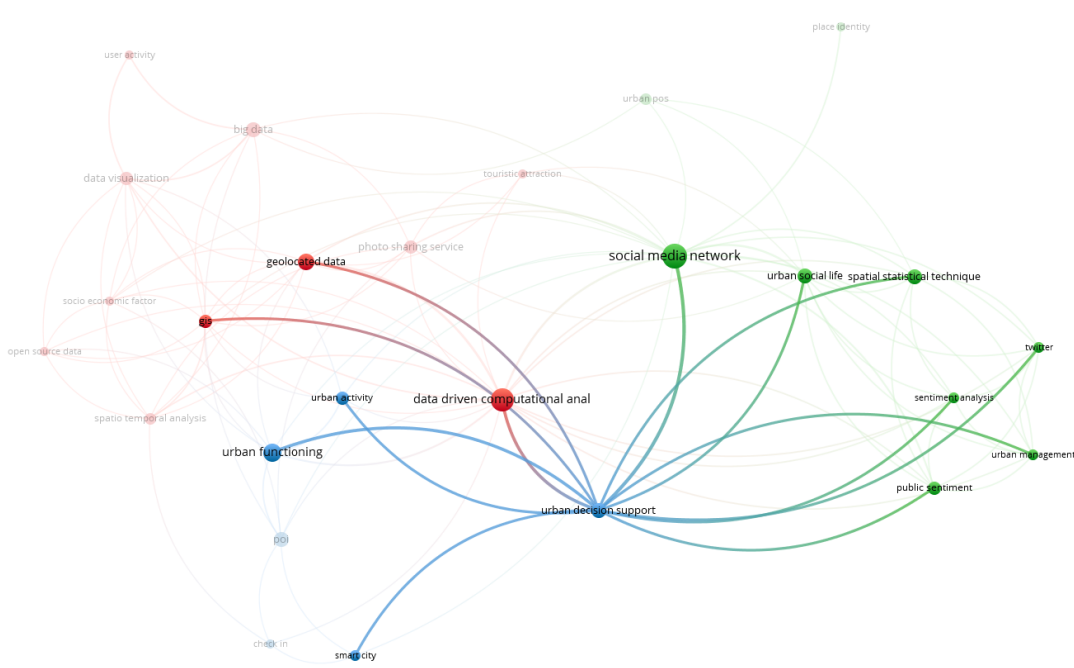 place identity
user activity
urban pos
big data
touristic attraction
data visualization
photo sharing service
social media network
geolocated data
urban social life
spatial statistical technique
socio economic factor
gis
twitter
open source data
urban activity
data driven computational anal
sentiment analysis
spatio temporal analysis
urban functioning
urban management
public sentiment
urban decision support
poi
check in
smart city